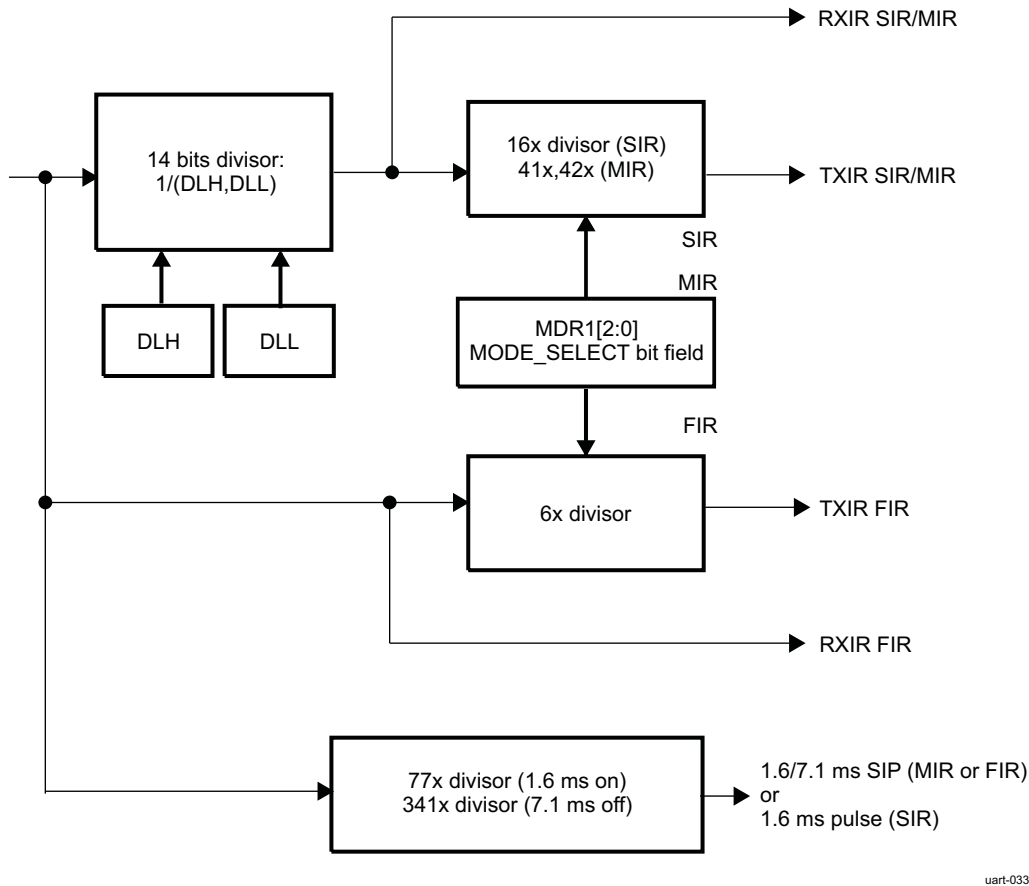 RXIR SIR/MIR
14 bits divisor:
1/(DLH,DLL)
16x divisor (SIR)
41x,42x (MIR)
TXIR SIR/MIR
SIR
MIR
DLH
DLL
MDR1[2:0]
MODE_SELECT bit field
FIR
6x divisor
TXIR FIR
RXIR FIR
77x divisor (1.6 ms on)
341x divisor (7.1 ms off)
1.6/7.1 ms SIP (MIR or FIR)
or
1.6 ms pulse (SIR)
uart-033